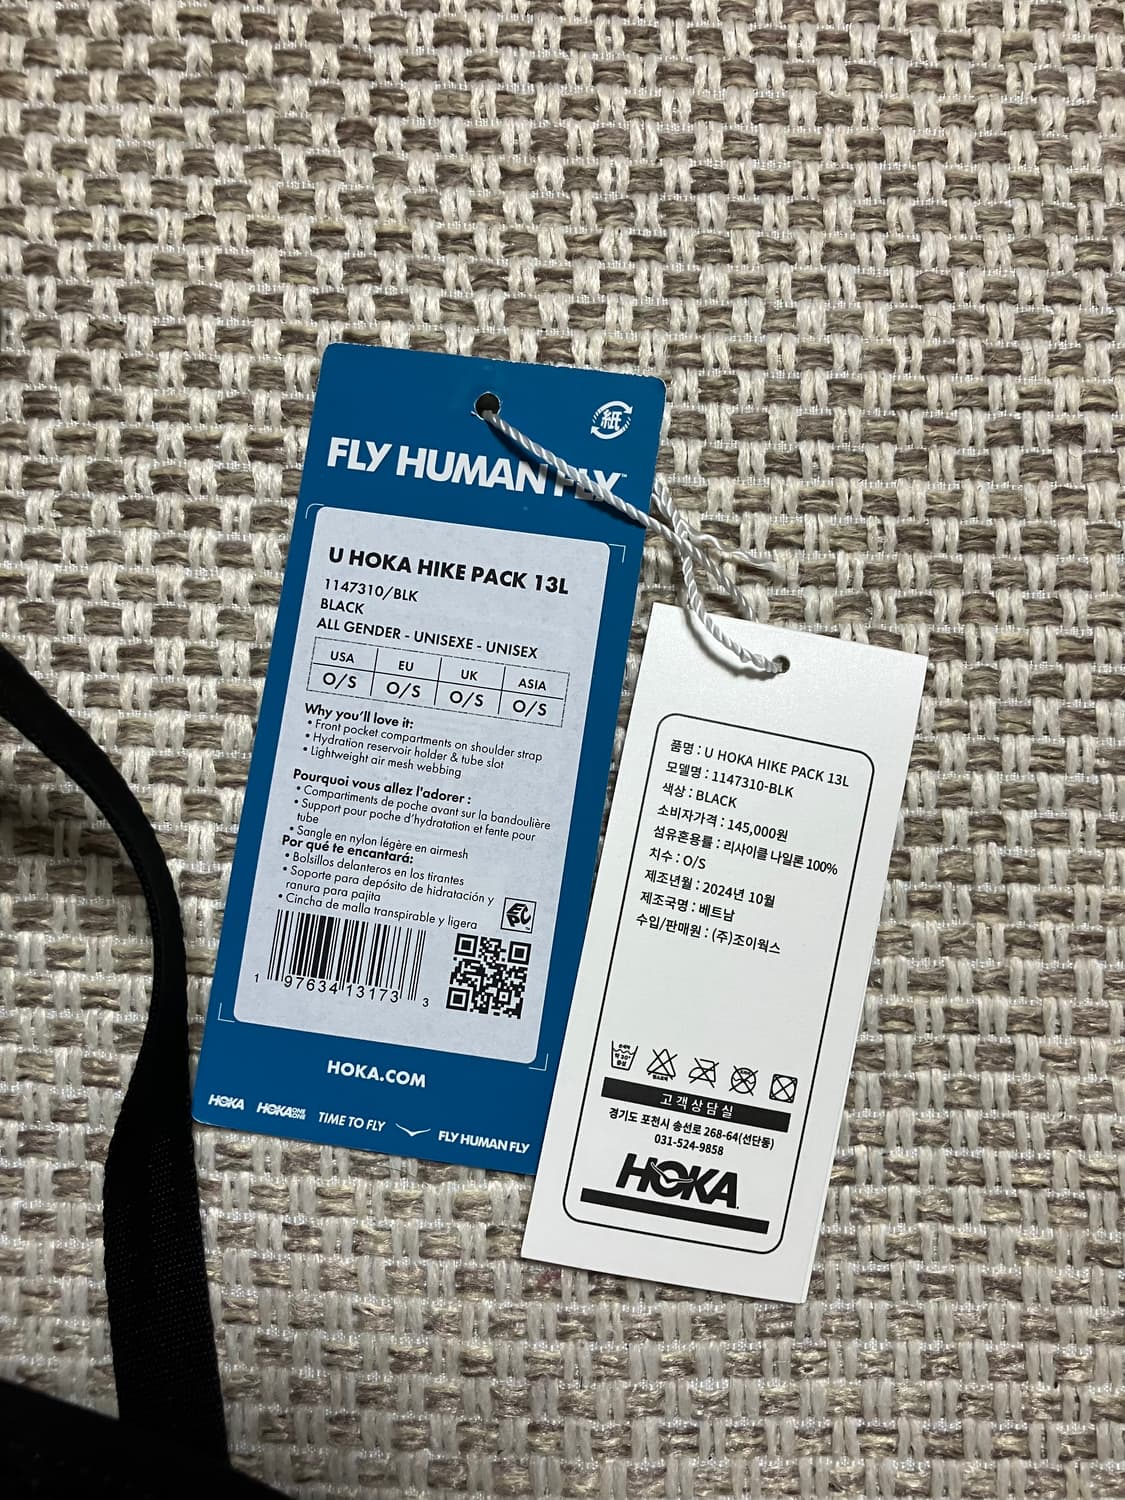 紙
FLY HUMAN FLY™
U HOKA HIKE PACK 13L
1147310/BLK
BLACK
ALL GENDER - UNISEXE - UNISEX
USA EU UK ASIA
O/S O/S O/S O/S
Why you'll love it:
• Front pocket compartments on shoulder strap
• Hydration reservoir holder & tube slot
• Lightweight air mesh webbing
Pourquoi vous allez l'adorer :
• Compartiments de poche avant sur la bandoulière
• Support pour poche d'hydratation et fente pour
tube
• Sangle en nylon légère en airmesh
Por qué te encantará:
• Bolsillos delanteros en los tirantes
• Soporte para depósito de hidratación y
ranura para pajita
• Cincha de malla transpirable y ligera
1 97634 13173 3
HOKA.COM
HOKA HOKA ONE ONE TIME TO FLY FLY HUMAN FLY
품명 : U HOKA HIKE PACK 13L
모델명 : 1147310-BLK
색상 : BLACK
소비자가격 : 145,000원
섬유혼용률 : 리사이클 나일론 100%
치수 : O/S
제조년월 : 2024년 10월
제조국명 : 베트남
수입/판매원 : (주)조이웍스
손세탁
약 30°
중성
고객상담실
경기도 포천시 송선로 268-64(선단동)
031-524-9858
HOKA